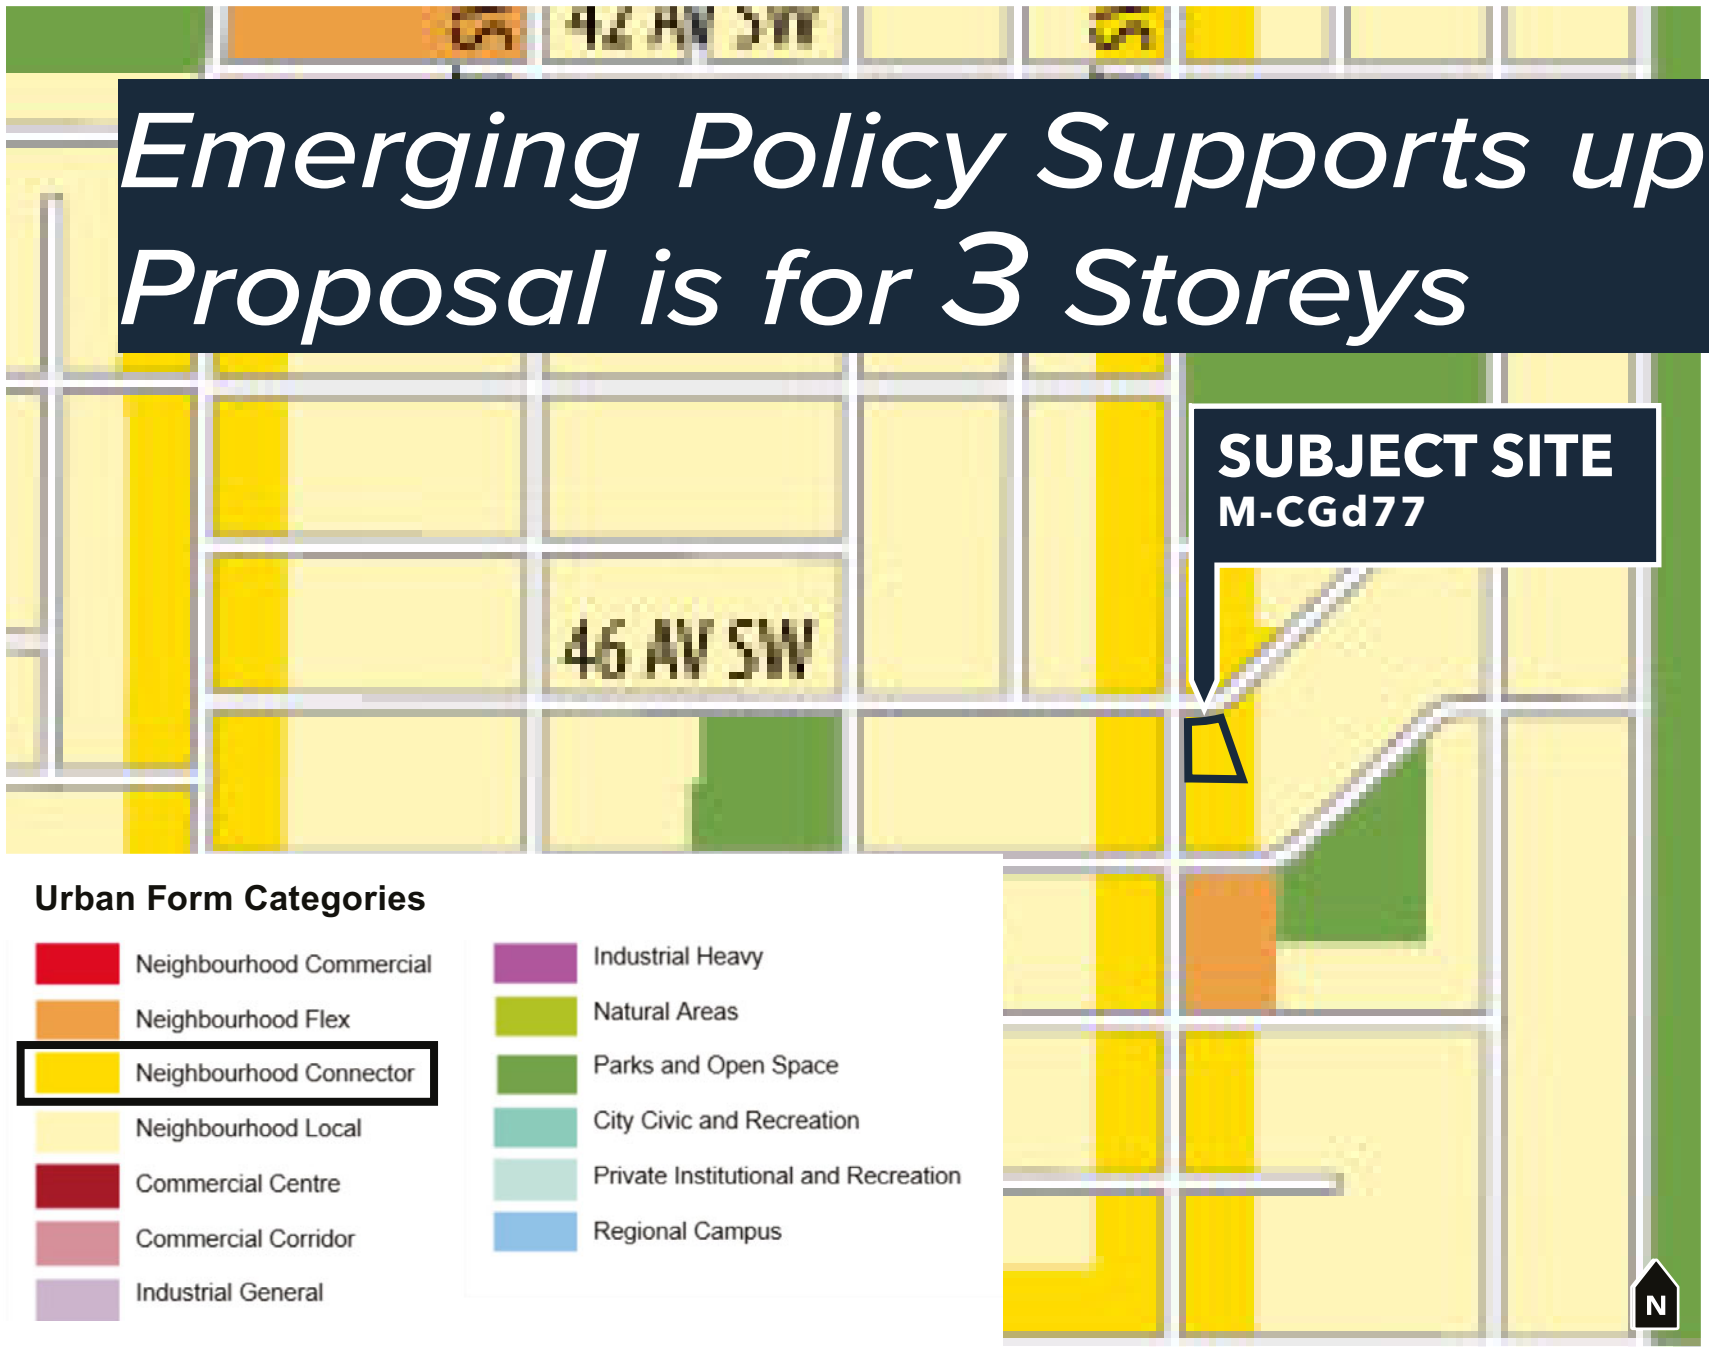 42 AV SW
Emerging Policy Supports up
Proposal is for 3 Storeys
SUBJECT SITE
M-CGd77
46 AV SW
Urban Form Categories
Neighbourhood Commercial
Neighbourhood Flex
Neighbourhood Connector
Neighbourhood Local
Commercial Centre
Commercial Corridor
Industrial General
Industrial Heavy
Natural Areas
Parks and Open Space
City Civic and Recreation
Private Institutional and Recreation
Regional Campus
N